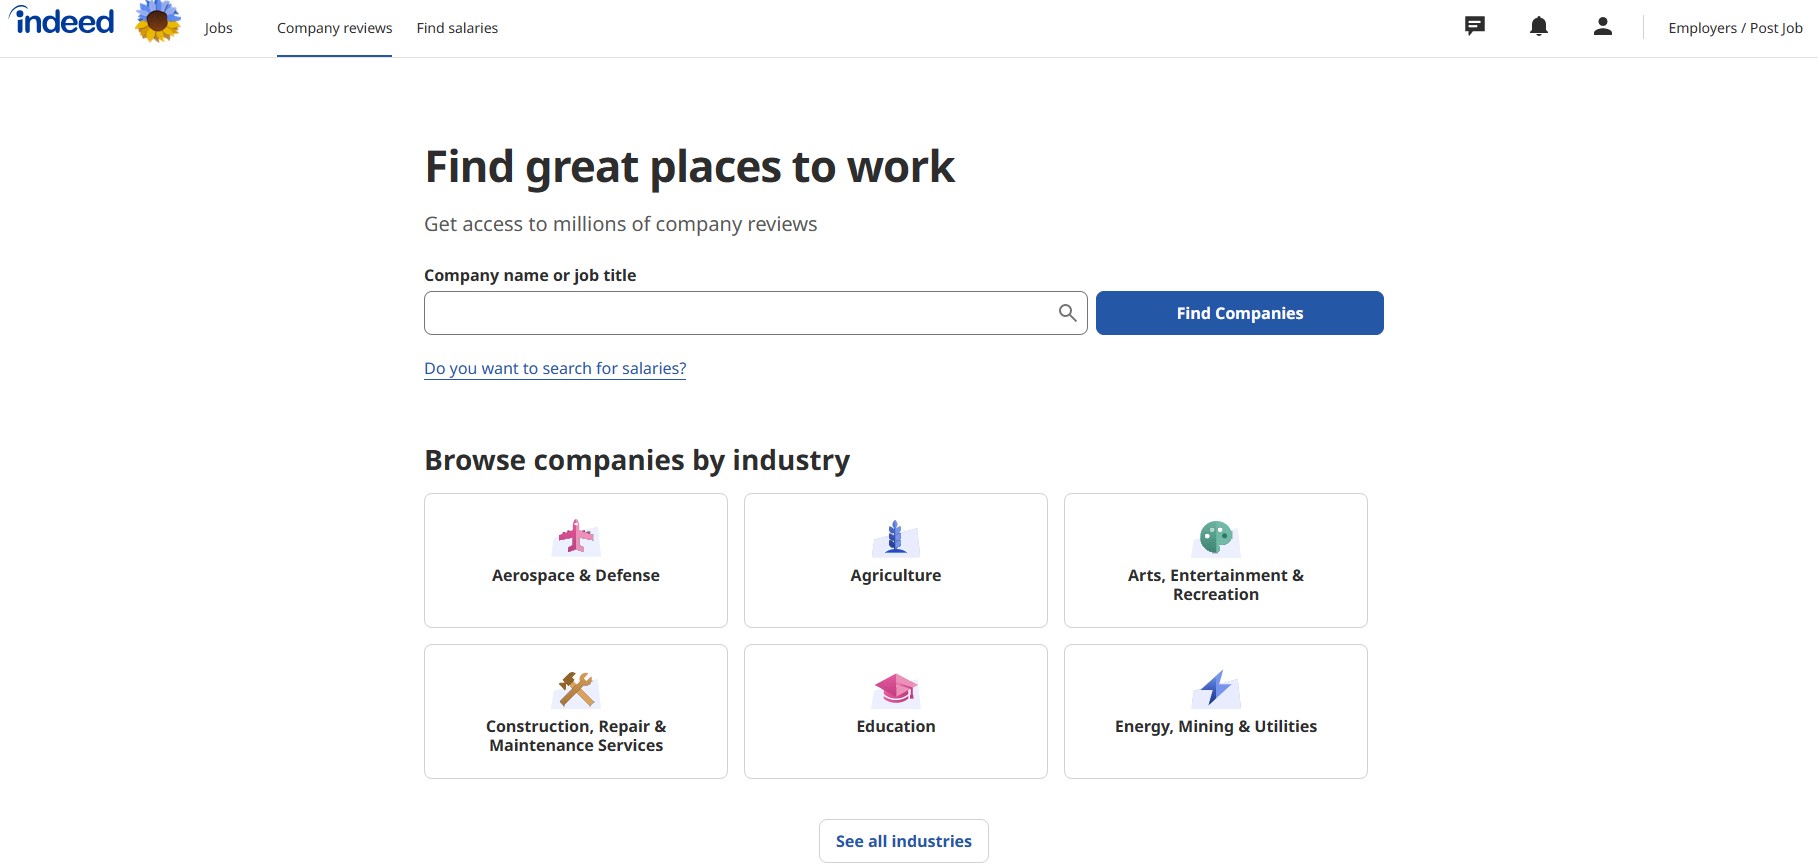 indeed
Jobs
Company reviews
Find salaries
Employers / Post Job
Find great places to work
Get access to millions of company reviews
Company name or job title
Find Companies
Do you want to search for salaries?
Browse companies by industry
Aerospace & Defense
Agriculture
Arts, Entertainment &
Recreation
Construction, Repair &
Maintenance Services
Education
Energy, Mining & Utilities
See all industries